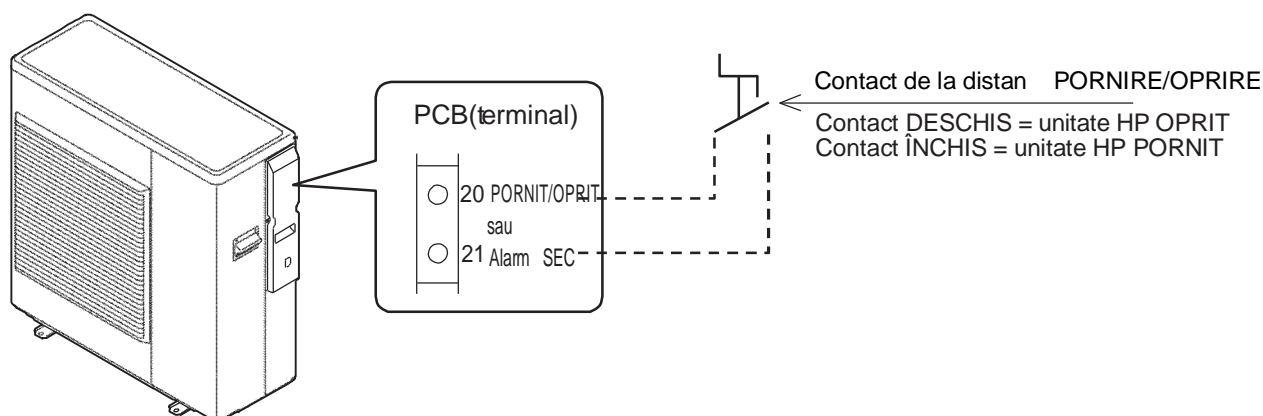 PCB(terminal)
20 PORNIT/OPRIT
sau
21 Alarm SEC
Contact de la distan PORNIRE/OPRIRE
Contact DESCHIS = unitate HP OPRIT
Contact ÎNCHIS = unitate HP PORNIT